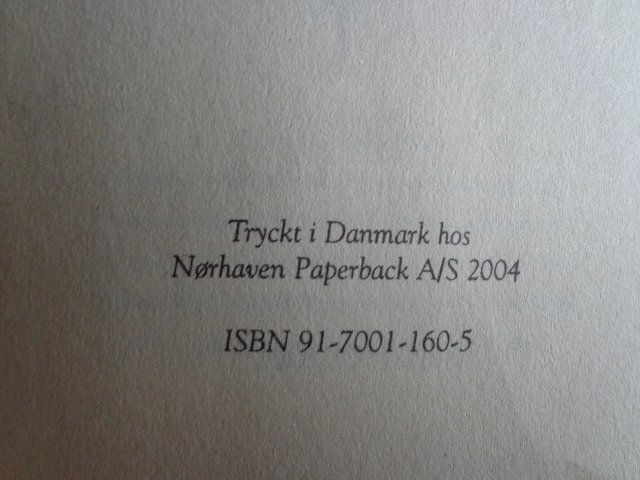 Tryckt i Danmark hos
Nørhaven Paperback A/S 2004
ISBN 91-7001-160-5